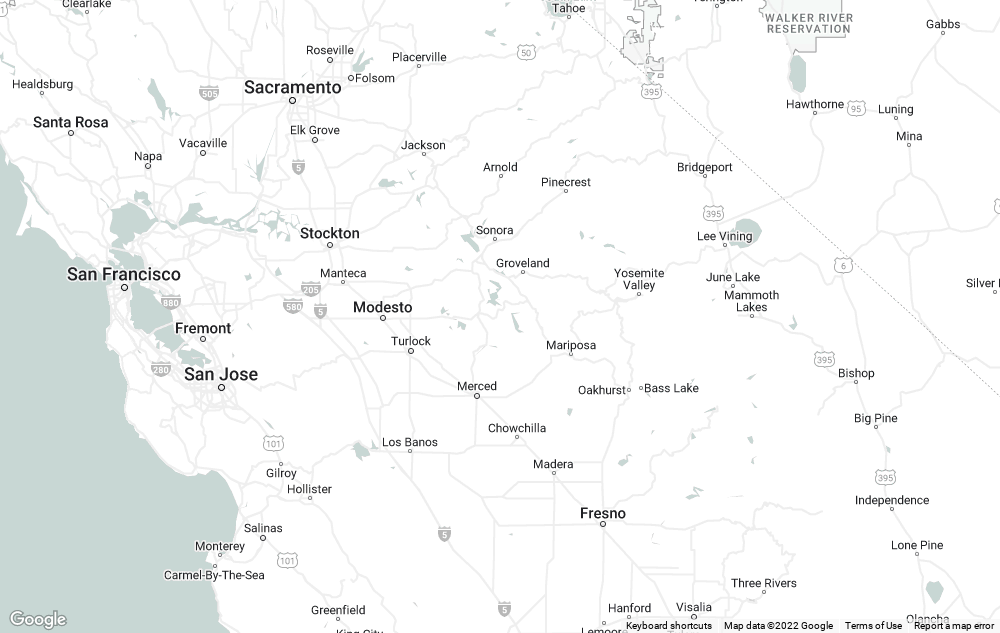 Clearlake
Tahoe
WALKER RIVER
RESERVATION
Gabbs
Roseville
Placerville
50
Folsom
Sacramento
Healdsburg
505
395
Hawthorne
95
Luning
Santa Rosa
Elk Grove
Mina
Vacaville
Jackson
Napa
5
Arnold
Bridgeport
Pinecrest
395
Stockton
Sonora
Lee Vining
Groveland
6
San Francisco
Manteca
Yosemite
Valley
June Lake
Silver
205
Mammoth
Lakes
880
580
5
Modesto
Fremont
Turlock
Mariposa
395
280
San Jose
Bishop
Merced
Oakhurst
Bass Lake
Big Pine
Chowchilla
101
Los Banos
Madera
Gilroy
395
Hollister
Independence
Fresno
Salinas
5
Monterey
Lone Pine
101
Carmel-By-The-Sea
Three Rivers
Greenfield
5
Hanford
Visalia
Olancha
Google
King City
Lemoore
Keyboard shortcuts
Map data ©2022 Google
Terms of Use
Report a map error